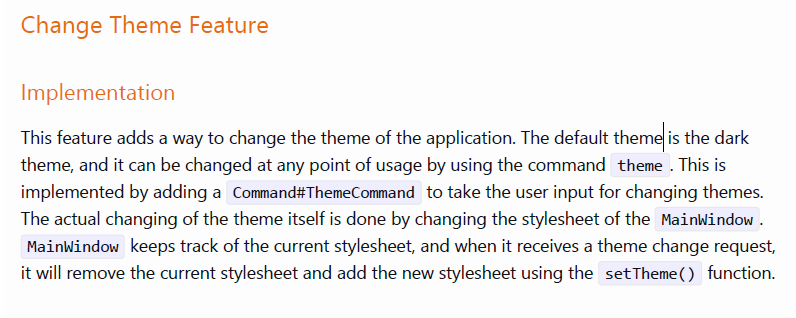 Change Theme Feature
Implementation
This feature adds a way to change the theme of the application. The default theme is the dark
theme, and it can be changed at any point of usage by using the command theme. This is
implemented by adding a Command#ThemeCommand to take the user input for changing themes.
The actual changing of the theme itself is done by changing the stylesheet of the MainWindow.
MainWindow keeps track of the current stylesheet, and when it receives a theme change request,
it will remove the current stylesheet and add the new stylesheet using the setTheme() function.